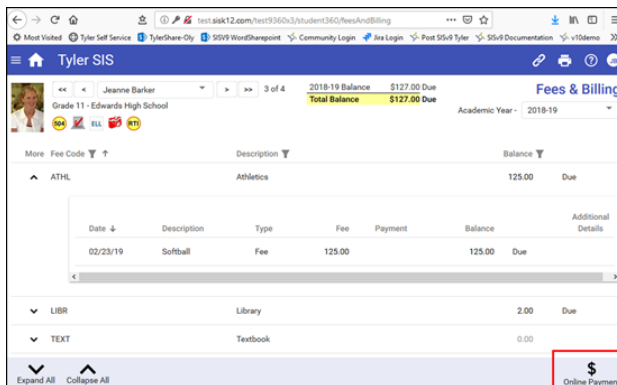 test.sisk12.com/test9360x3/student360/feesAndBilling
Most Visited Tyler Self Service TylerShare-Oly SISV9 WordSharepoint Community Login Jira Login Post SISv9 Tyler SISv9 Documentation v10demo
Tyler SIS
<< < Jeanne Barker > >> 3 of 4
2018-19 Balance $127.00 Due
Total Balance $127.00 Due
Fees & Billing
Grade 11 - Edwards High School
Academic Year - 2018-19
504 ELL RTI
More Fee Code Description Balance
ATHL Athletics 125.00 Due
Date Description Type Fee Payment Balance Additional Details
02/23/19 Softball Fee 125.00 125.00 Due
LIBR Library 2.00 Due
TEXT Textbook 0.00
Expand All Collapse All $ Online Paymen